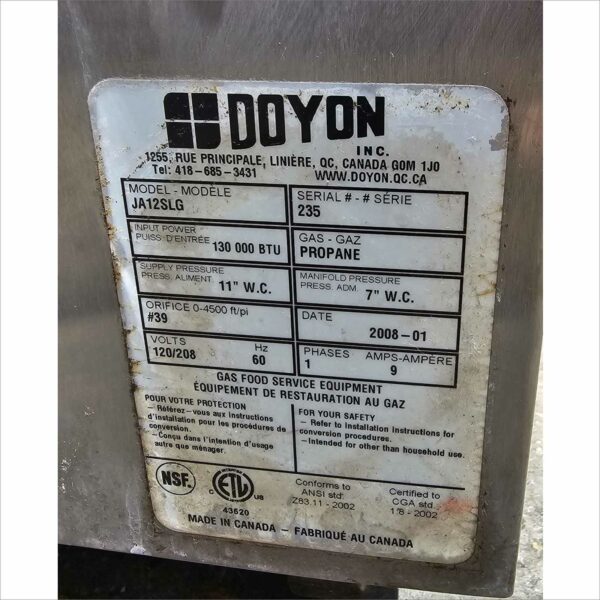 DOYON
INC.
1255, RUE PRINCIPALE, LINIÈRE, QC, CANADA G0M 1J0
Tel: 418-685-3431 WWW.DOYON.QC.CA
MODEL - MODÈLE
JA12SLG
SERIAL # - # SÉRIE
235
INPUT POWER
PUISS. D'ENTRÉE 130 000 BTU
GAS - GAZ
PROPANE
SUPPLY PRESSURE
PRESS. ALIMENT. 11" W.C.
MANIFOLD PRESSURE
PRESS. ADM. 7" W.C.
ORIFICE 0-4500 ft/pi
#39
DATE
2008-01
VOLTS Hz
120/208 60
PHASES AMPS-AMPÈRE
1 9
GAS FOOD SERVICE EQUIPMENT
ÉQUIPEMENT DE RESTAURATION AU GAZ
POUR VOTRE PROTECTION
– Référez-vous aux instructions
d'installation pour les procédures de
conversion.
– Conçu dans l'intention d'usage
autre que ménager.
FOR YOUR SAFETY
– Refer to installation instructions for
conversion procedures.
– Intended for other than household use.
NSF.
C ETL US
43620
Conforms to
ANSI std
Z83.11 - 2002
Certified to
CGA std
1.8 - 2002
MADE IN CANADA – FABRIQUÉ AU CANADA